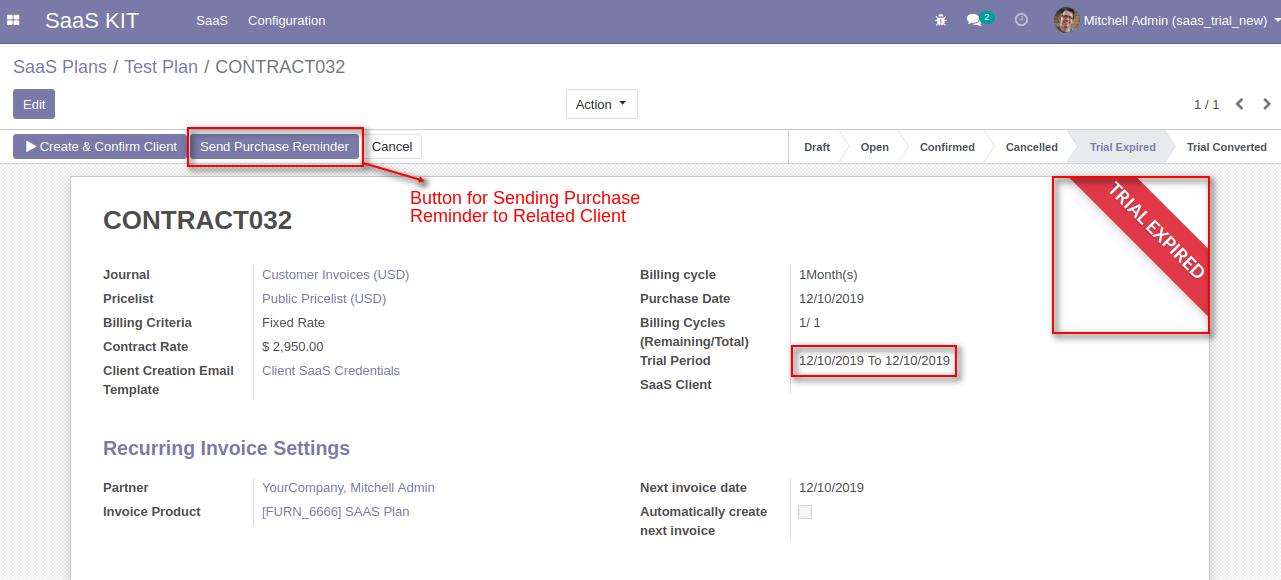 SaaS KIT
SaaS
Configuration
2
Mitchell Admin (saas_trial_new)
SaaS Plans / Test Plan / CONTRACT032
Edit
Action
1 / 1
Create & Confirm Client
Send Purchase Reminder
Cancel
Draft
Open
Confirmed
Cancelled
Trial Expired
Trial Converted
Button for Sending Purchase
Reminder to Related Client
TRIAL EXPIRED
CONTRACT032
Journal
Customer Invoices (USD)
Pricelist
Public Pricelist (USD)
Billing Criteria
Fixed Rate
Contract Rate
$ 2,950.00
Client Creation Email
Template
Client SaaS Credentials
Billing cycle
1Month(s)
Purchase Date
12/10/2019
Billing Cycles
(Remaining/Total)
1/ 1
Trial Period
12/10/2019 To 12/10/2019
SaaS Client
Recurring Invoice Settings
Partner
YourCompany, Mitchell Admin
Invoice Product
[FURN_6666] SAAS Plan
Next invoice date
12/10/2019
Automatically create
next invoice